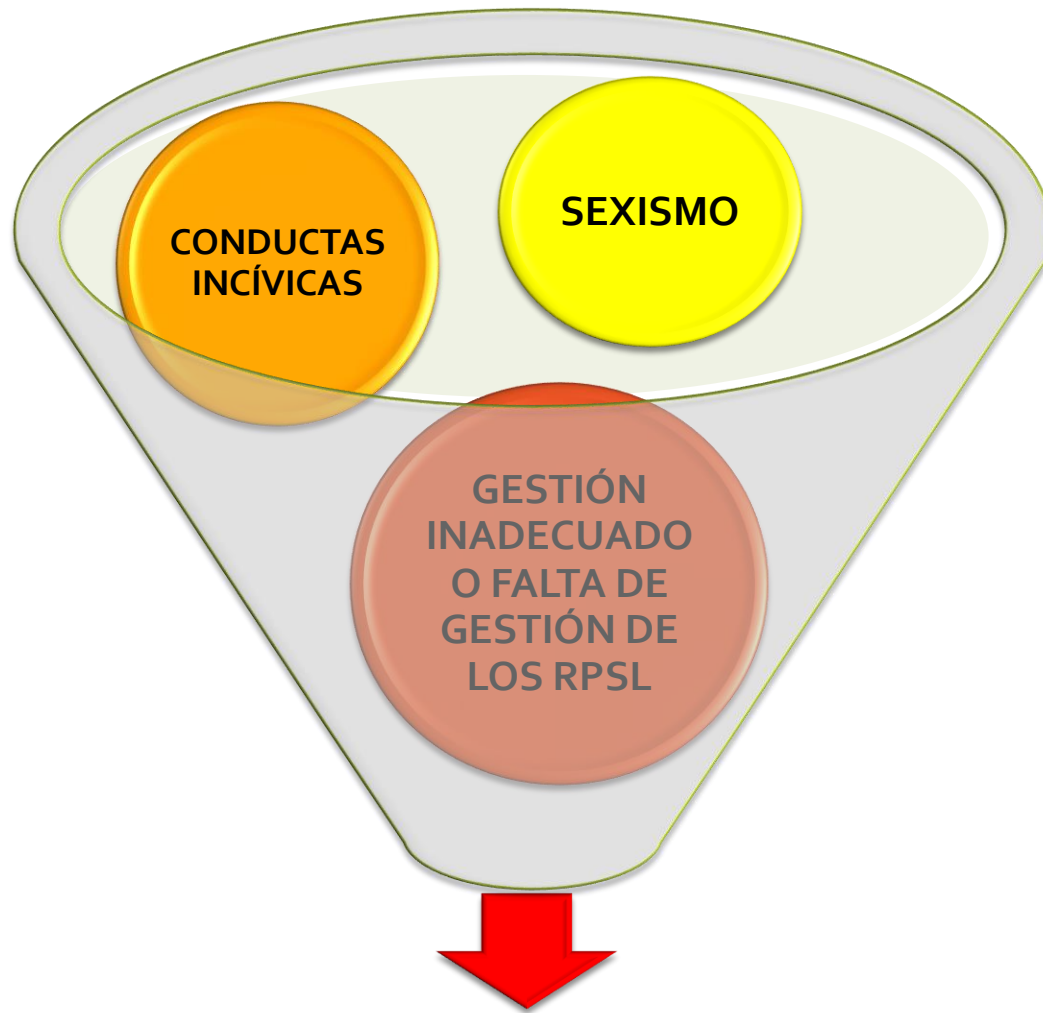 CONDUCTAS
INCÍVICAS
SEXISMO
GESTIÓN
INADECUADO
O FALTA DE
GESTIÓN DE
LOS RPSL